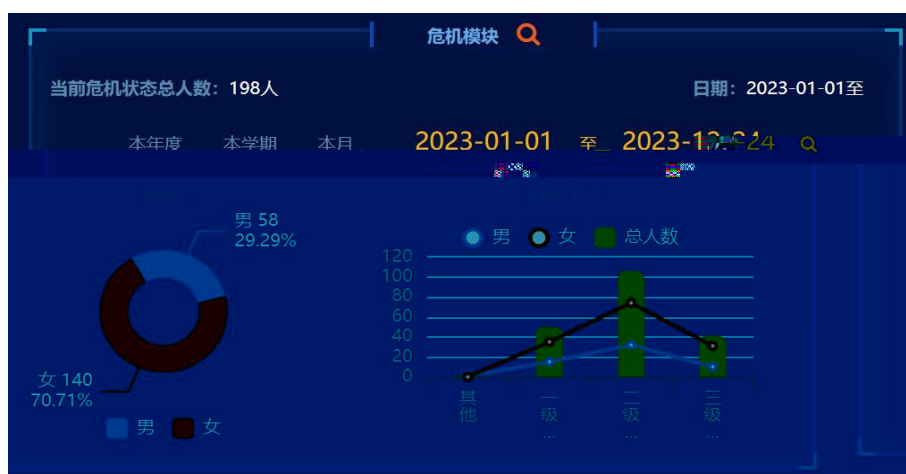 危机模块
当前危机状态总人数：198人
日期：2023-01-01至
本年度 本学期 本月 2023-01-01 至 2023-12-24
男 58
29.29%
女 140
70.71%
男 女
男 女 总人数
120
100
80
60
40
20
0
其他
一级...
二级...
三级...